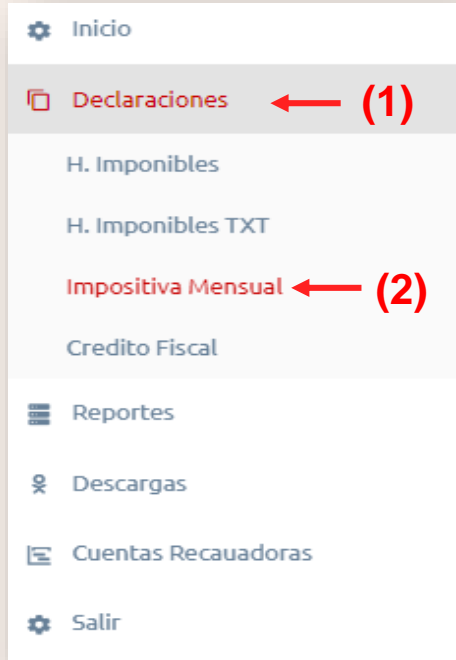 Inicio
Declaraciones (1)
H. Imponibles
H. Imponibles TXT
Impositiva Mensual (2)
Credito Fiscal
Reportes
Descargas
Cuentas Recauadoras
Salir